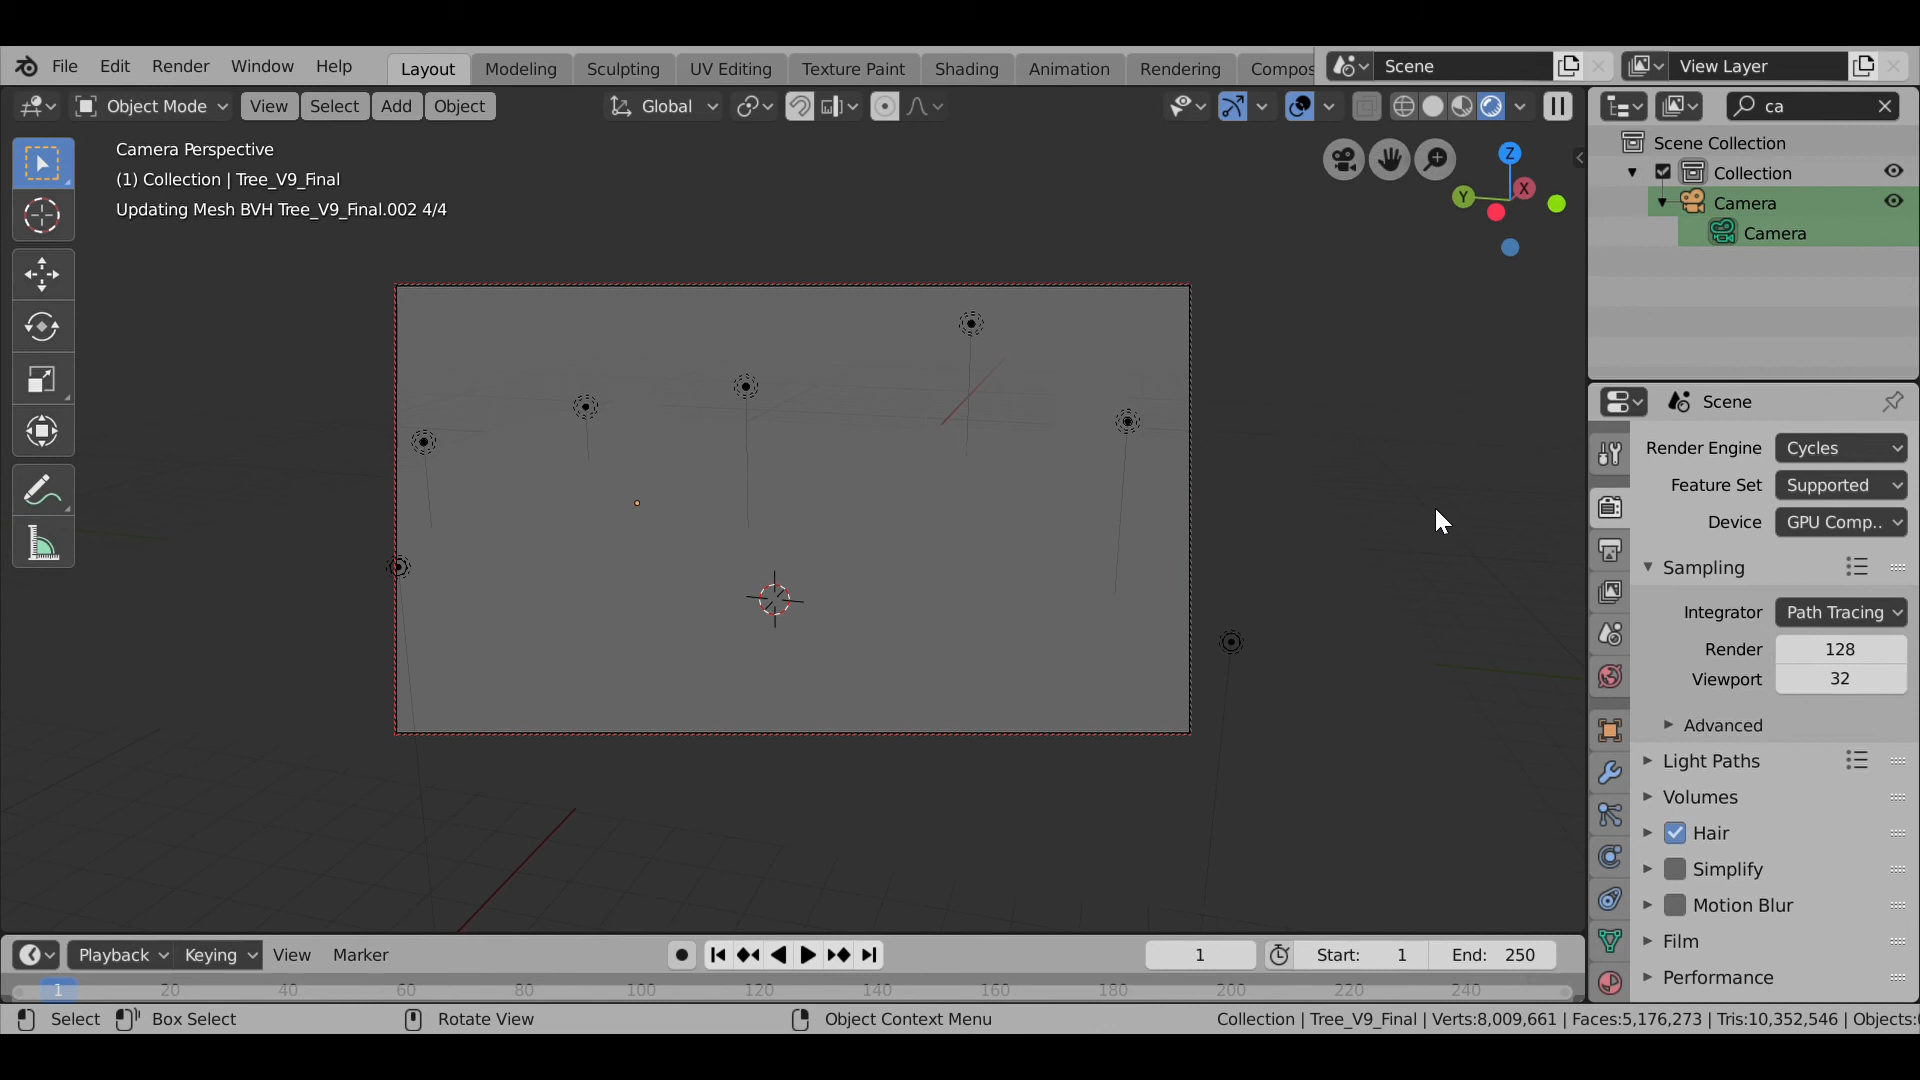 File Edit Render Window Help Layout Modeling Sculpting UV Editing Texture Paint Shading Animation Rendering Compos Scene View Layer
Object Mode View Select Add Object Global ca
Camera Perspective
(1) Collection | Tree_V9_Final
Updating Mesh BVH Tree_V9_Final.002 4/4
Z
X
Y
Scene Collection
Collection
Camera
Camera
Scene
Render Engine Cycles
Feature Set Supported
Device GPU Comp..
Sampling
Integrator Path Tracing
Render 128
Viewport 32
Advanced
Light Paths
Volumes
Hair
Simplify
Motion Blur
Film
Performance
Playback Keying View Marker 1 Start: 1 End: 250
1 20 40 60 80 100 120 140 160 180 200 220 240
Select Box Select Rotate View Object Context Menu Collection | Tree_V9_Final | Verts:8,009,661 | Faces:5,176,273 | Tris:10,352,546 | Objects: